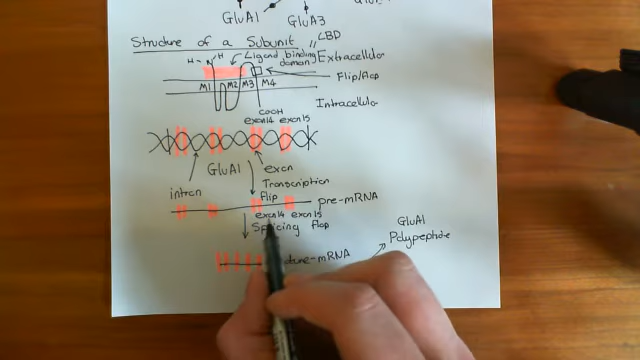 GluA1
GluA3
Structure of a Subunit " LBD
H-N-H Ligand binding domain Extracellular
Flip/flop
M1 M2 M3 M4
Intracellular
COOH
exon14 exon15
GluA1 exon
intron
Transcription
flip
pre-mRNA
exon14 exon15
Splicing flop
GluA1
Polypeptide
-mRNA